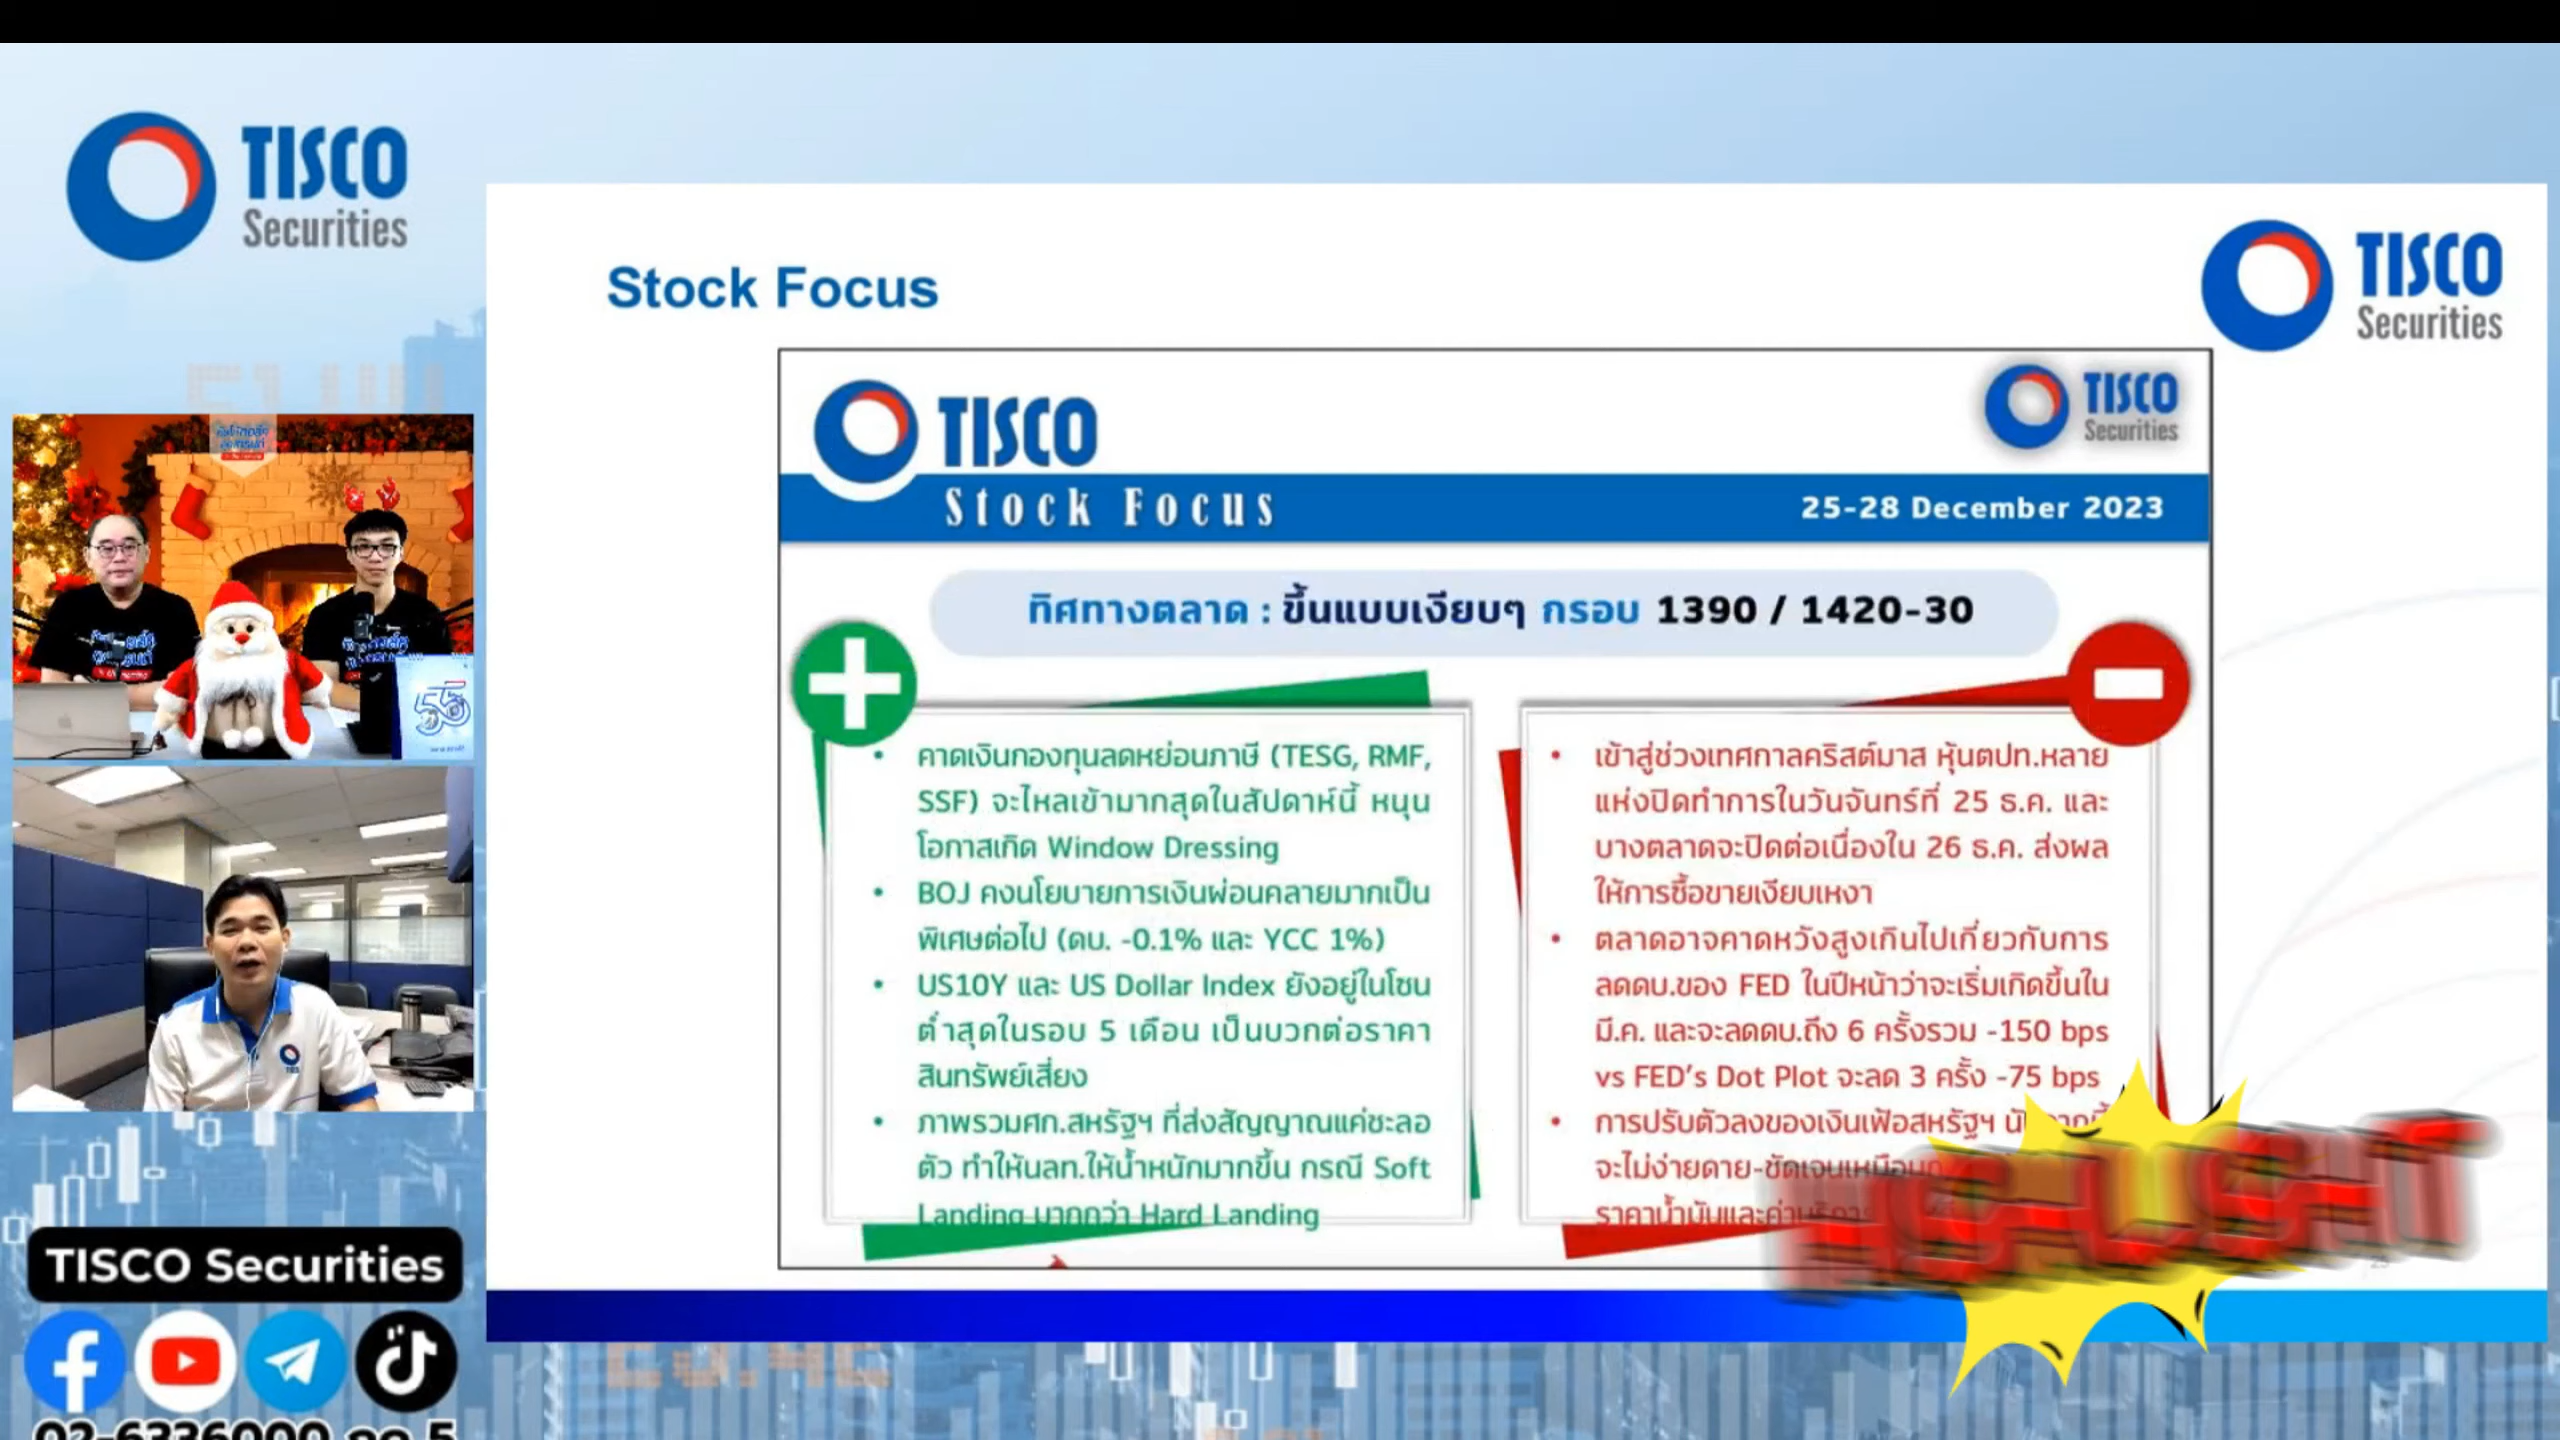 TISCO
Securities
Stock Focus
TISCO
Securities
TISCO
Stock Focus
TISCO
Securities
25-28 December 2023
ทิศทางตลาด : ขึ้นแบบเงียบๆ กรอบ 1390 / 1420-30
• คาดเงินกองทุนลดหย่อนภาษี (TESG, RMF,
SSF) จะไหลเข้ามากสุดในสัปดาห์นี้ หนุน
โอกาสเกิด Window Dressing
• BOJ คงนโยบายการเงินผ่อนคลายมากเป็น
พิเศษต่อไป (ดบ. -0.1% และ YCC 1%)
• US10Y และ US Dollar Index ยังอยู่ในโซน
ต่ำสุดในรอบ 5 เดือน เป็นบวกต่อราคา
สินทรัพย์เสี่ยง
• ภาพรวมศก.สหรัฐฯ ที่ส่งสัญญาณแค่ชะลอ
ตัว ทำให้นลท.ให้น้ำหนักมากขึ้น กรณี Soft
Landing มากกว่า Hard Landing
• เข้าสู่ช่วงเทศกาลคริสต์มาส หุ้นตปท.หลาย
แห่งปิดทำการในวันจันทร์ที่ 25 ธ.ค. และ
บางตลาดจะปิดต่อเนื่องใน 26 ธ.ค. ส่งผล
ให้การซื้อขายเงียบเหงา
• ตลาดอาจคาดหวังสูงเกินไปเกี่ยวกับการ
ลดดบ.ของ FED ในปีหน้าว่าจะเริ่มเกิดขึ้นใน
มี.ค. และจะลดดบ.ถึง 6 ครั้งรวม -150 bps
vs FED's Dot Plot จะลด 3 ครั้ง -75 bps
• การปรับตัวลงของเงินเฟ้อสหรัฐฯ
จะไม่ง่ายดาย-ชัดเจนเหมือน
ราคาน้ำมันและค่าบริการ
55
TISCO Securities
02-6336000 กด 5